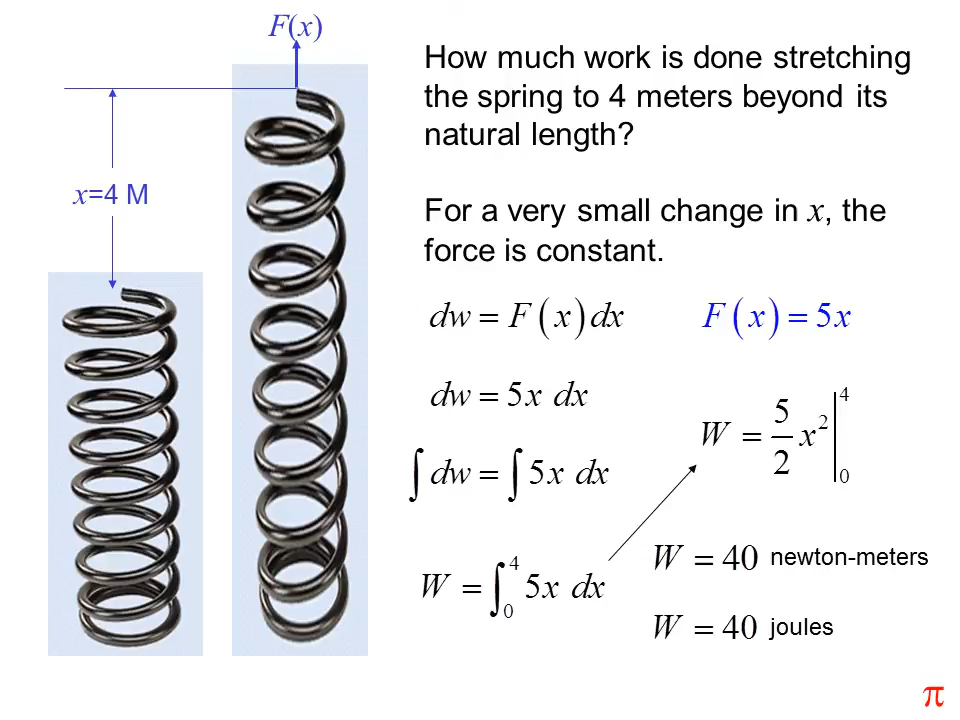 F(x)
x=4 M
How much work is done stretching
the spring to 4 meters beyond its
natural length?
For a very small change in x, the
force is constant.
dw = F(x)dx
F(x) = 5x
dw = 5x dx
∫dw = ∫5x dx
W = ∫₀⁴ 5x dx
W = 5/2 x² |₀⁴
W = 40 newton-meters
W = 40 joules
π